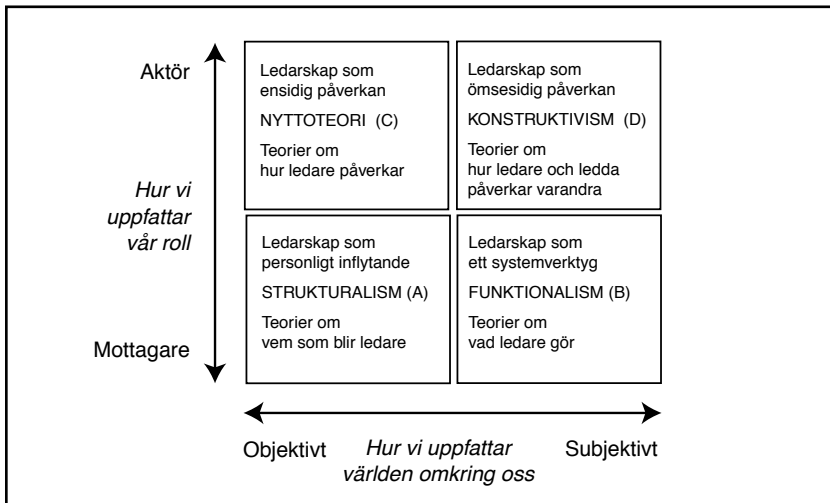 Aktör
Hur vi
uppfattar
vår roll
Mottagare
Ledarskap som
ensidig påverkan
NYTTOTEORI (C)
Teorier om
hur ledare påverkar
Ledarskap som
ömsesidig påverkan
KONSTRUKTIVISM (D)
Teorier om
hur ledare och ledda
påverkar varandra
Ledarskap som
personligt inflytande
STRUKTURALISM (A)
Teorier om
vem som blir ledare
Ledarskap som
ett systemverktyg
FUNKTIONALISM (B)
Teorier om
vad ledare gör
Objektivt
Hur vi uppfattar
världen omkring oss
Subjektivt